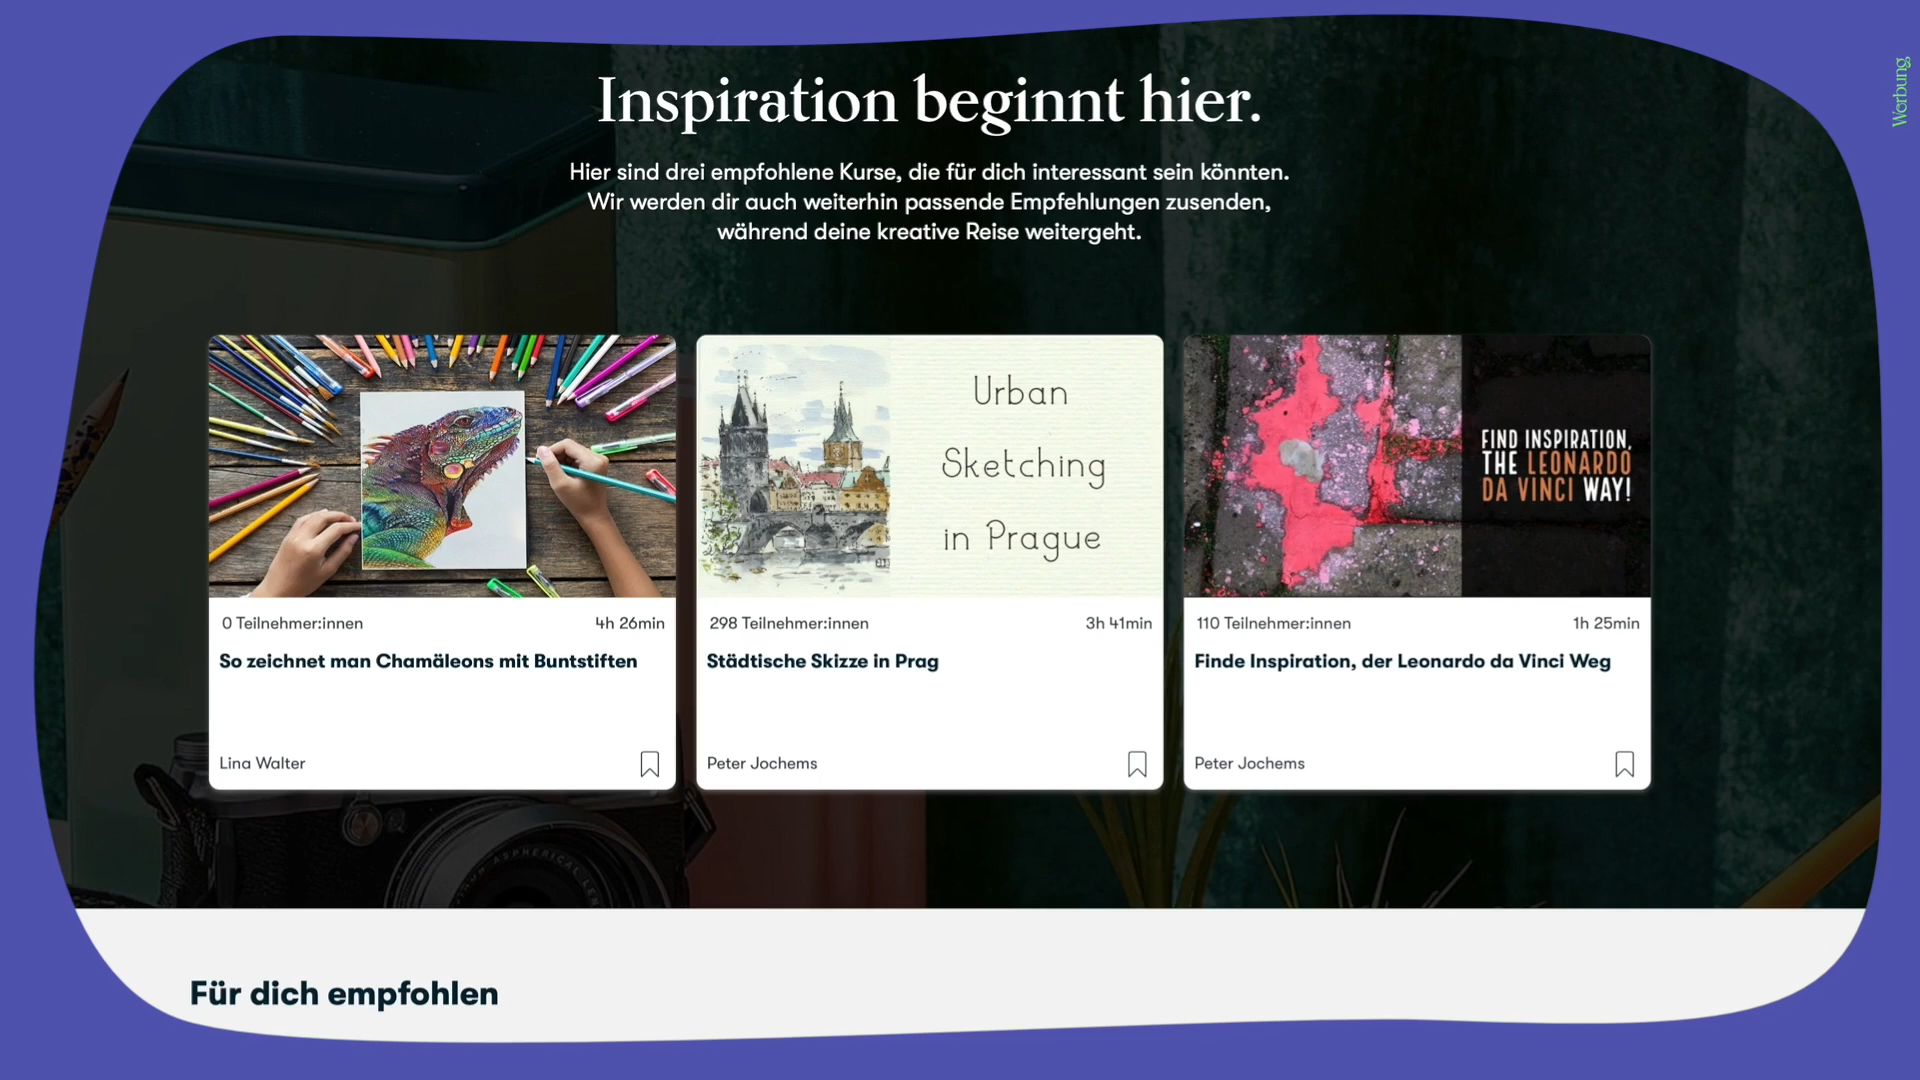 Werbung
Inspiration beginnt hier.
Hier sind drei empfohlene Kurse, die für dich interessant sein könnten.
Wir werden dir auch weiterhin passende Empfehlungen zusenden,
während deine kreative Reise weitergeht.
Urban
Sketching
in Prague
FIND INSPIRATION,
THE LEONARDO
DA VINCI WAY!
0 Teilnehmer:innen 4h 26min
So zeichnet man Chamäleons mit Buntstiften
Lina Walter
298 Teilnehmer:innen 3h 41min
Städtische Skizze in Prag
Peter Jochems
110 Teilnehmer:innen 1h 25min
Finde Inspiration, der Leonardo da Vinci Weg
Peter Jochems
ASPHERICAL
Für dich empfohlen